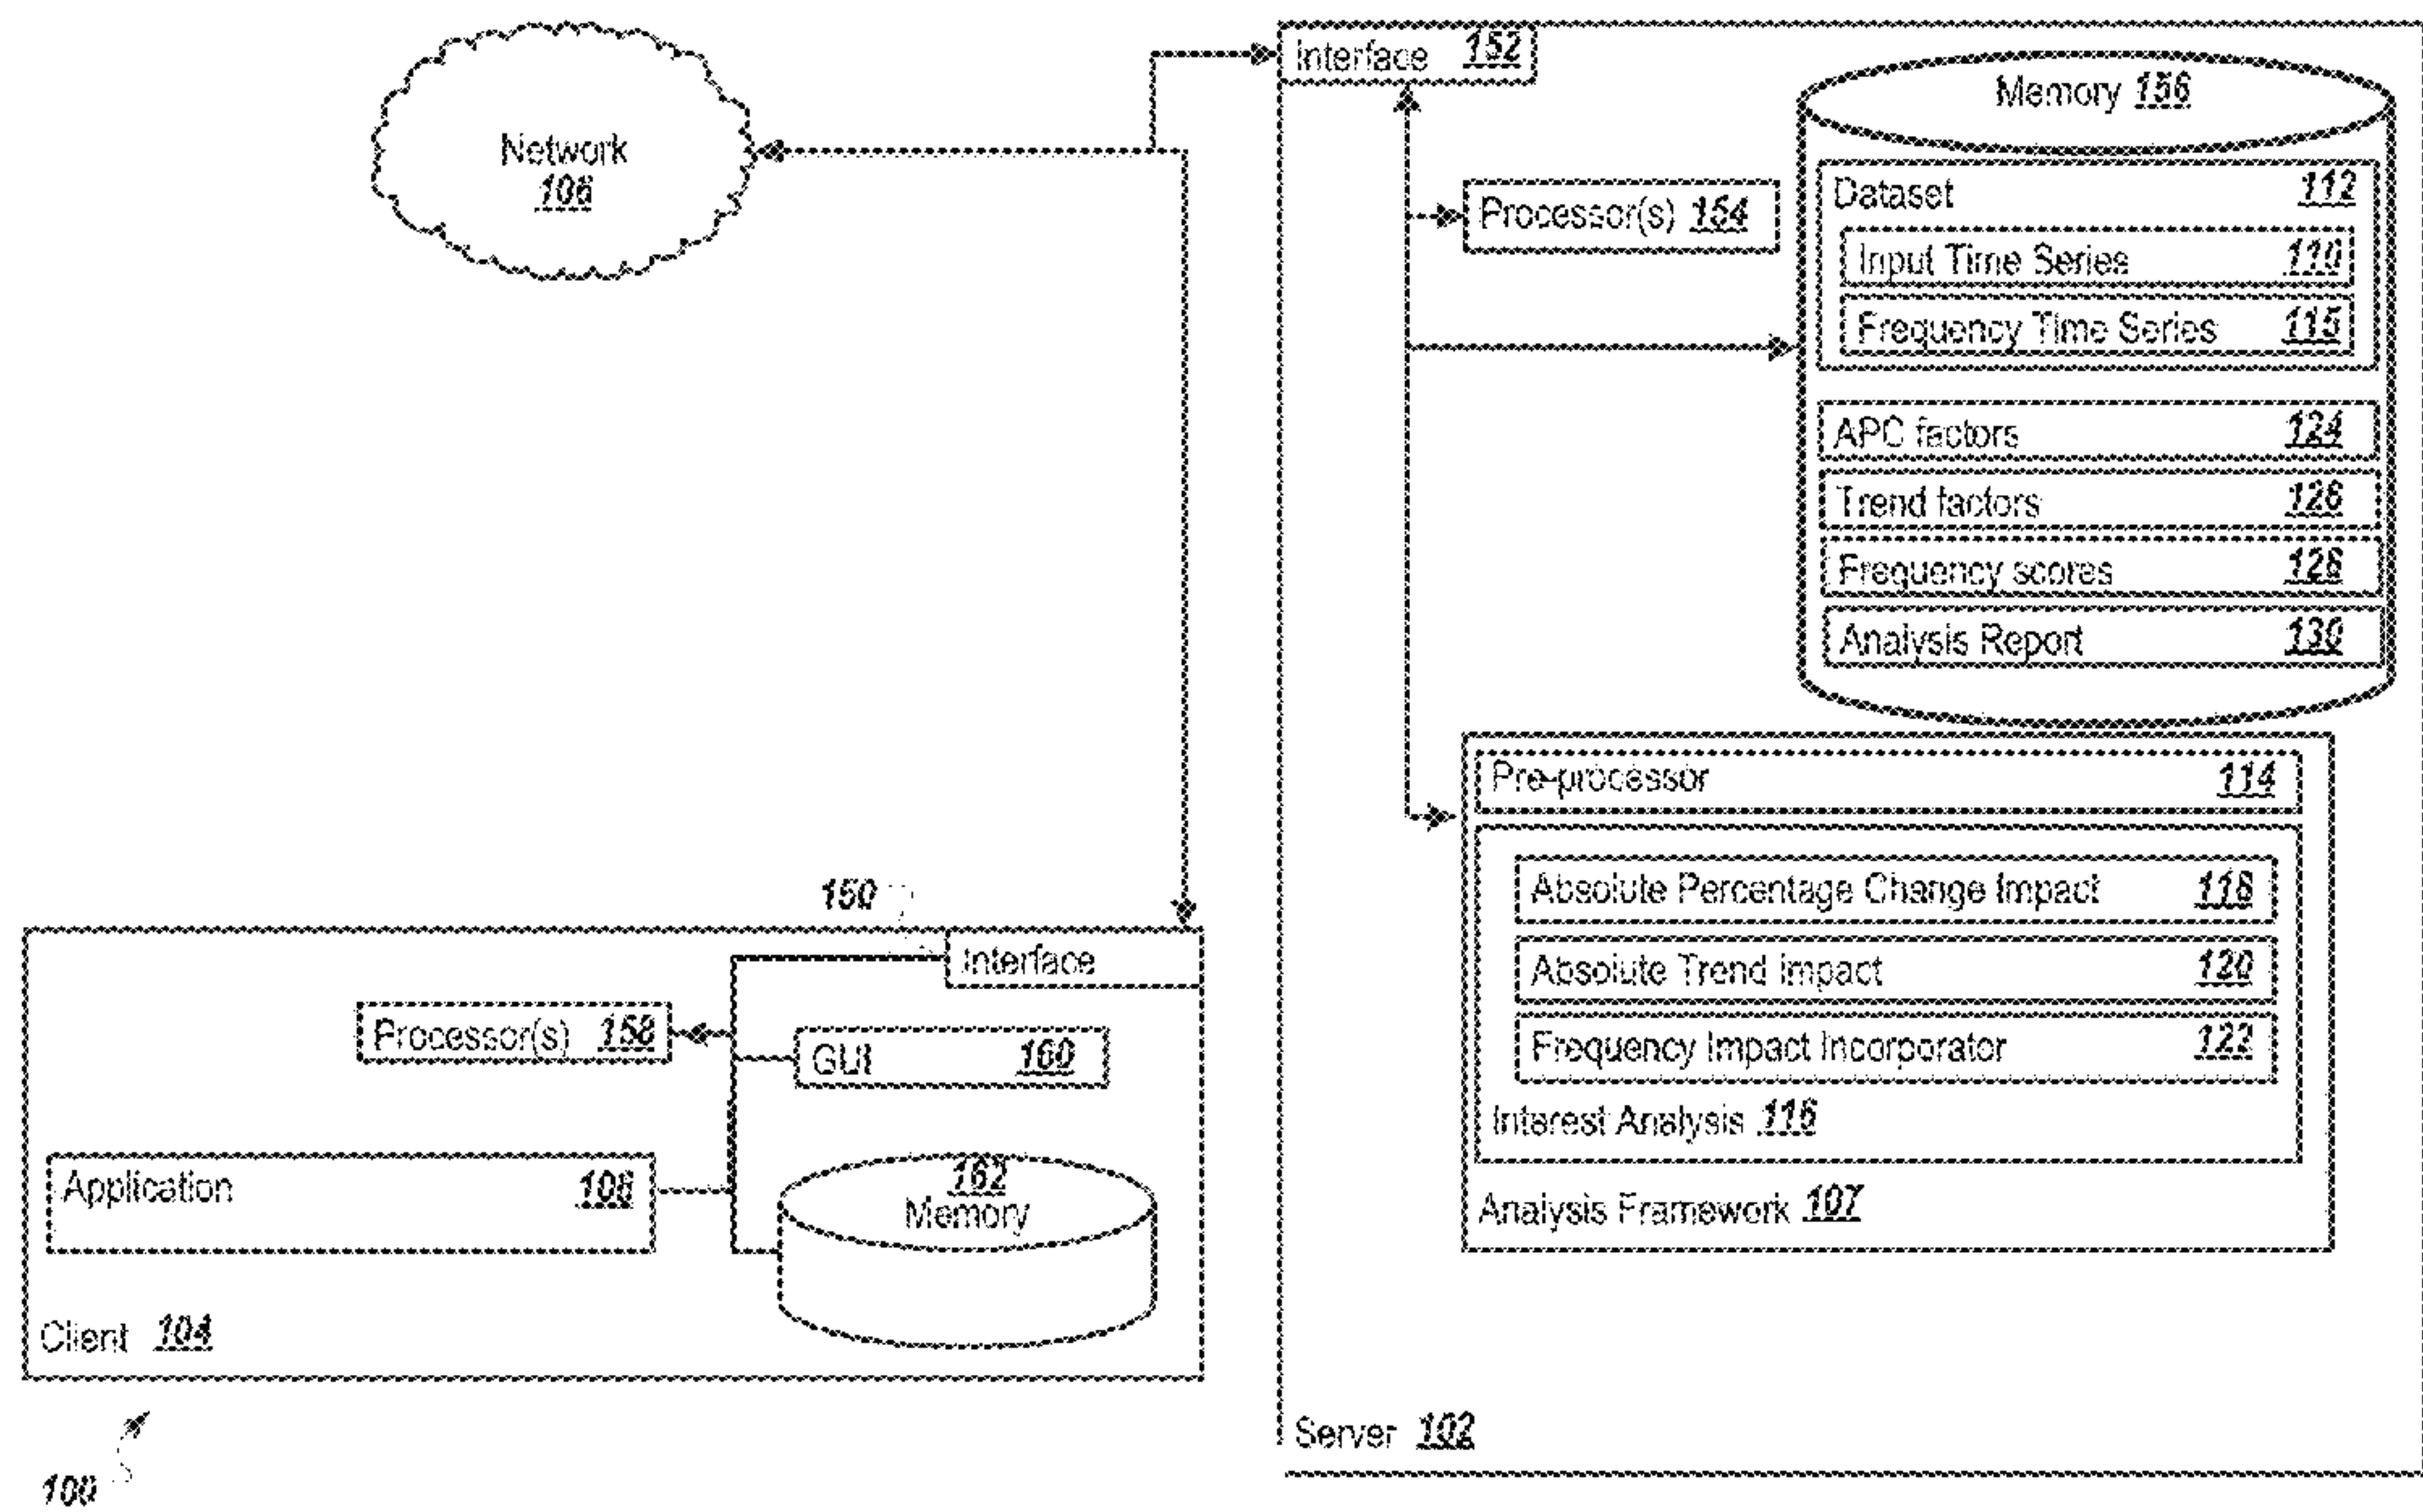 Interface 152
Memory 156
Network
106
Dataset 112
Processor(s) 154
Input Time Series 110
Frequency Time Series 115
APC factors 124
Trend factors 126
Frequency scores 128
Analysis Report 130
Pre-processor 114
Absolute Percentage Change Impact 118
Absolute Trend Impact 120
Frequency Impact Incorporator 122
Interest Analysis 116
Analysis Framework 107
150
Interface
Processor(s) 158
GUI 160
Application 108
162
Memory
Client 104
Server 102
100